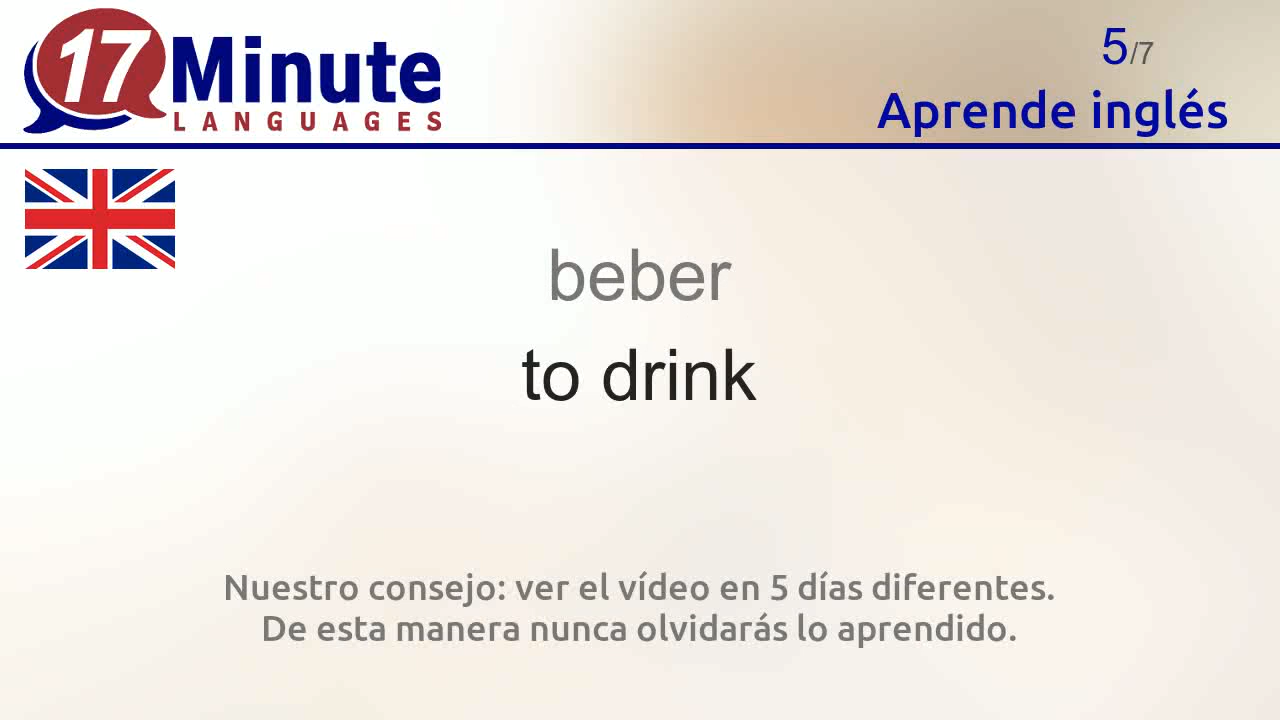 17 Minute
LANGUAGES
5/7
Aprende inglés
beber
to drink
Nuestro consejo: ver el vídeo en 5 días diferentes.
De esta manera nunca olvidarás lo aprendido.